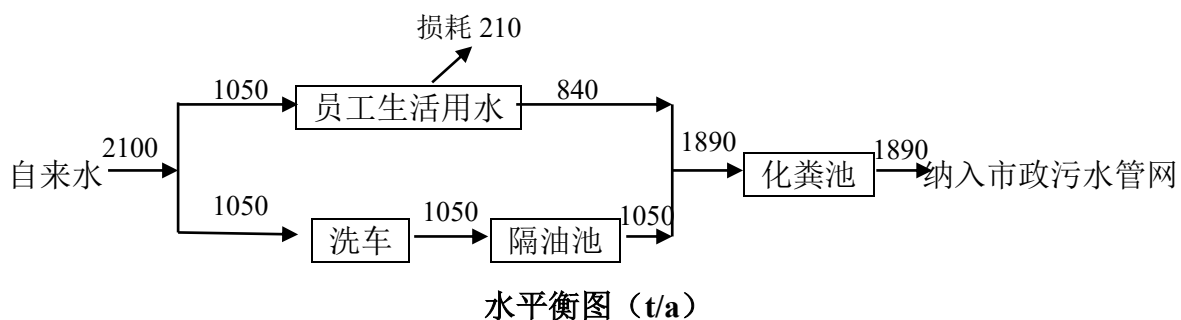 损耗 210
1050
员工生活用水
840
自来水
2100
1890
化粪池
1890
纳入市政污水管网
1050
洗车
1050
隔油池
1050
水平衡图（t/a）